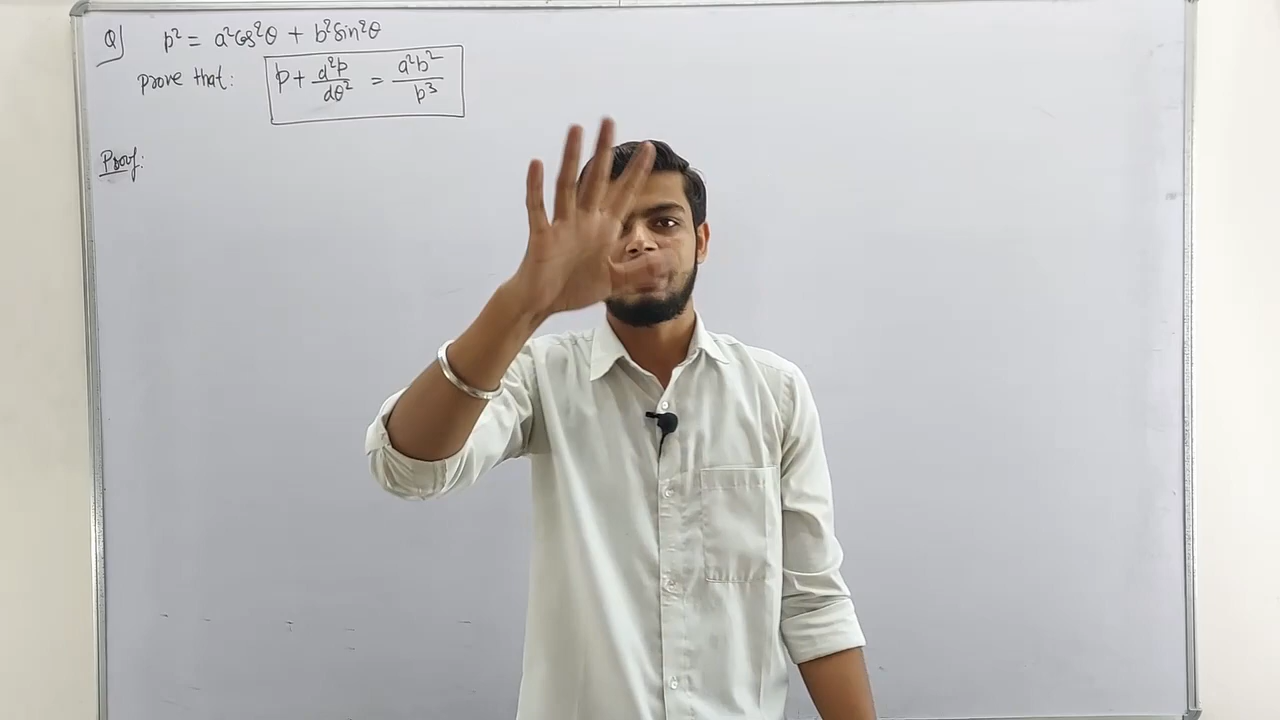 Q) p² = a²cos²θ + b²sin²θ
Prove that: p + d²p/dθ² = a²b²/p³
Proof: